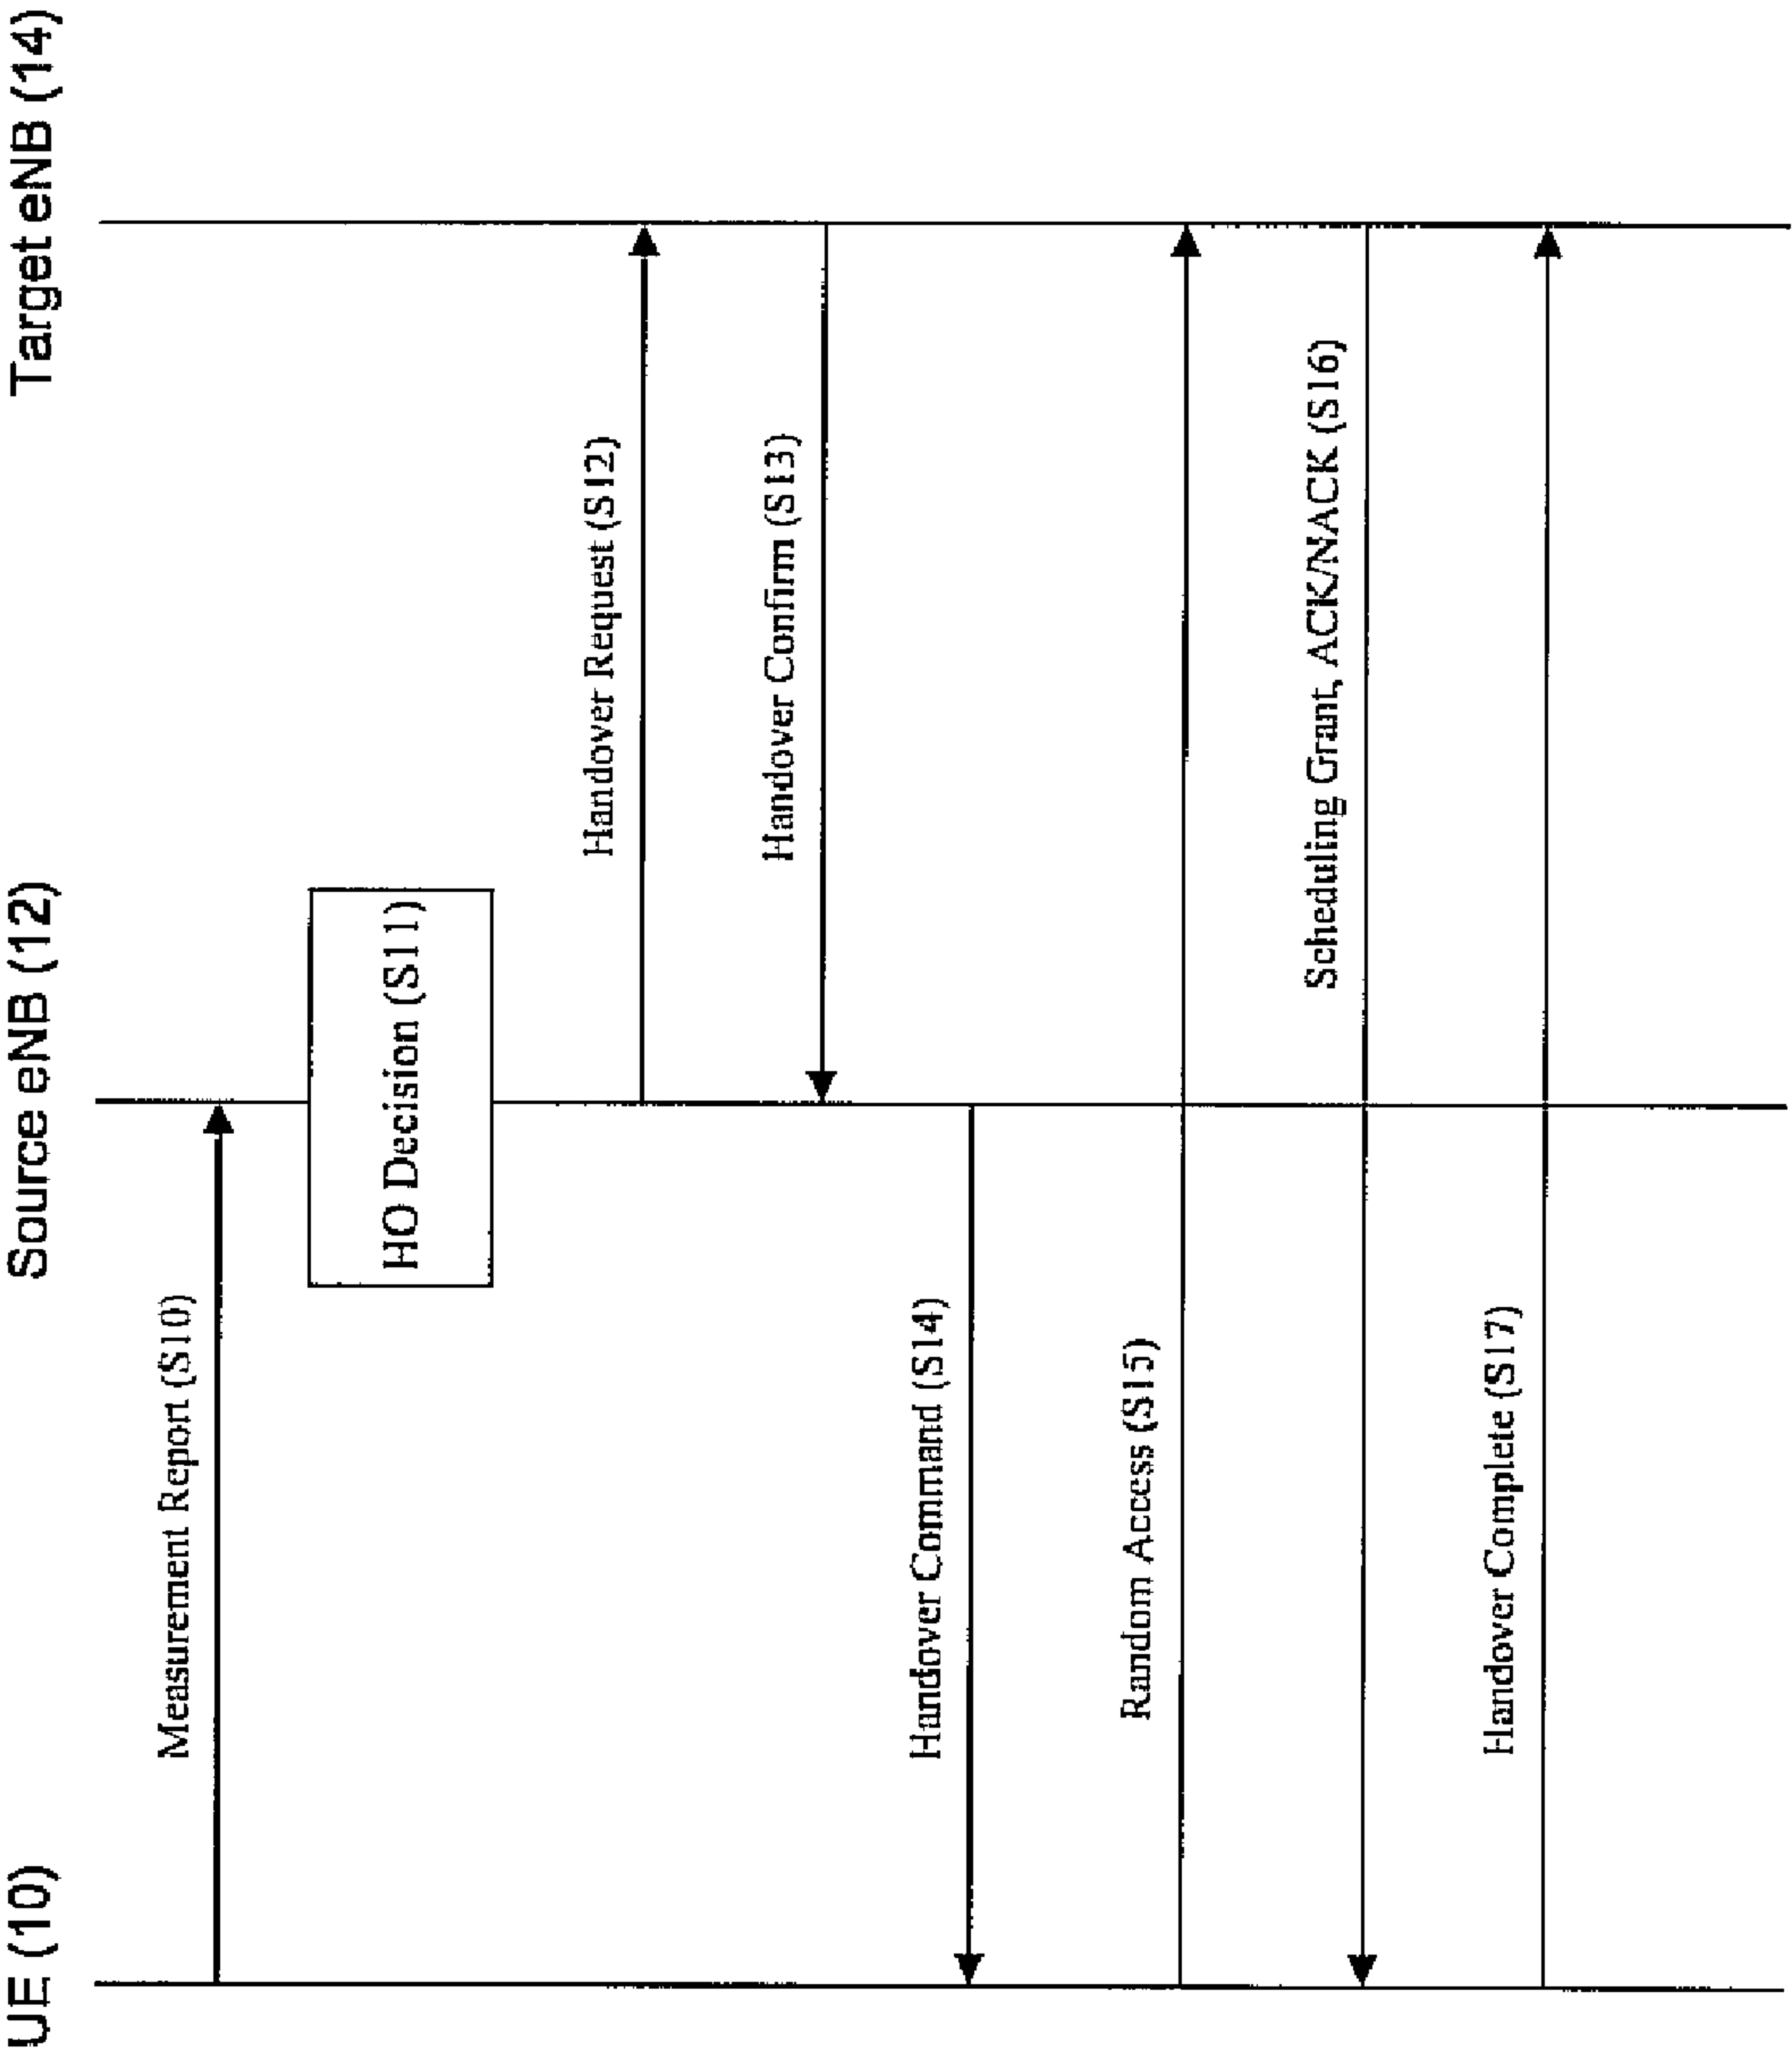 UE (10)
Source eNB (12)
Target eNB (14)
Measurement Report (S10)
HO Decision (S11)
Handover Request (S12)
Handover Confirm (S13)
Handover Command (S14)
Random Access (S15)
Scheduling Grant, ACK/NACK (S16)
Handover Complete (S17)